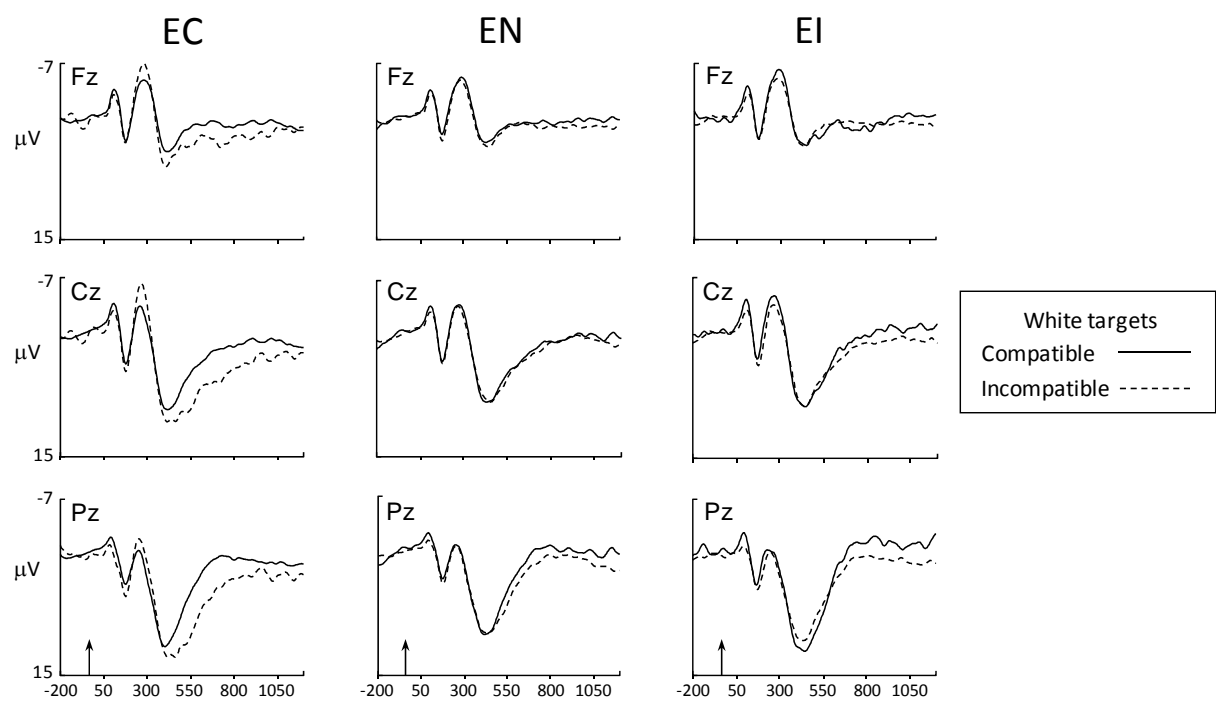 EC EN EI
-7 Fz Fz Fz
μV
15
-7 Cz Cz Cz
μV
15
White targets
Compatible
Incompatible
-7 Pz Pz Pz
μV
15
-200 50 300 550 800 1050 -200 50 300 550 800 1050 -200 50 300 550 800 1050